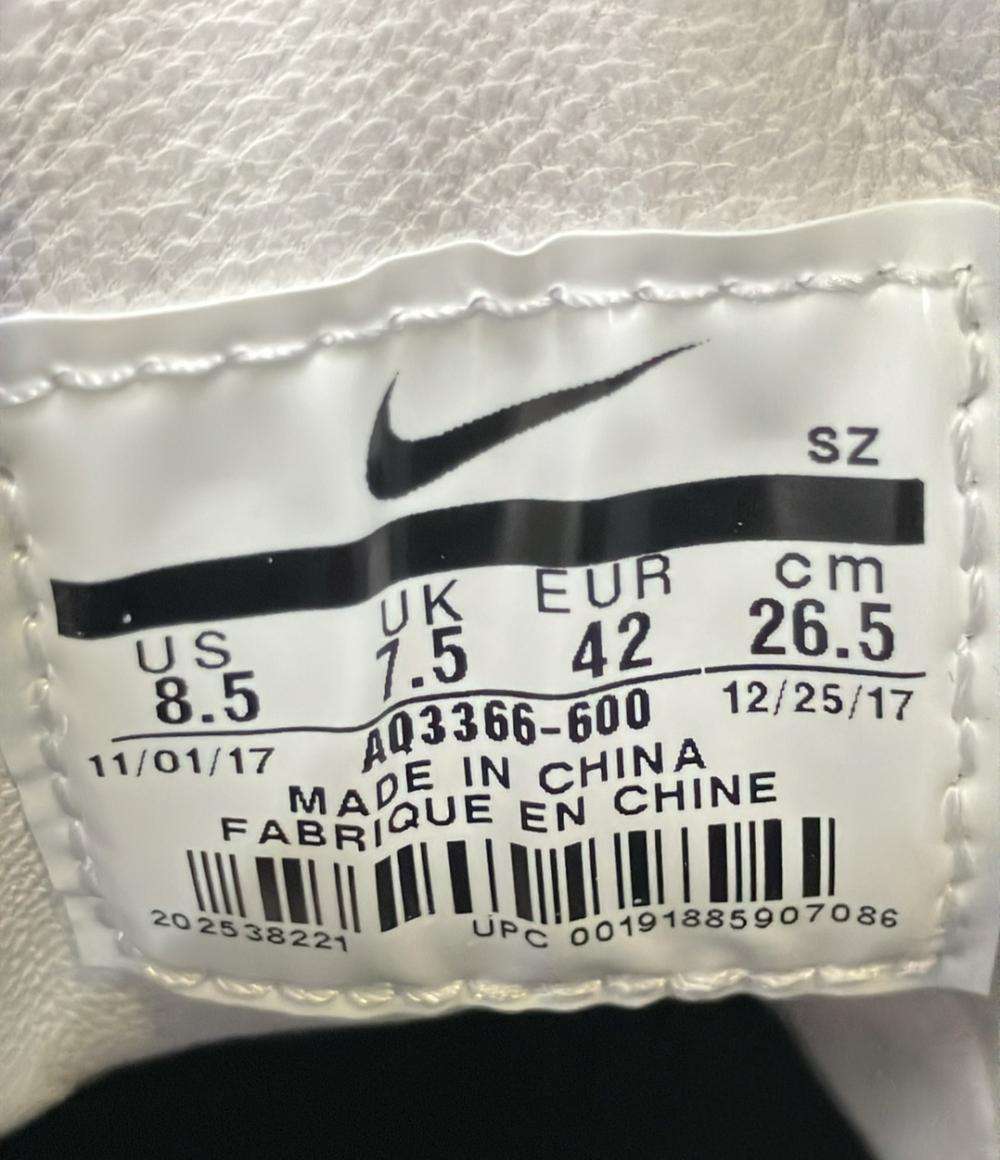 SZ
US UK EUR cm
8.5 7.5 42 26.5
11/01/17 AQ3366-600 12/25/17
MADE IN CHINA
FABRIQUE EN CHINE
202538221 UPC 00191885907086